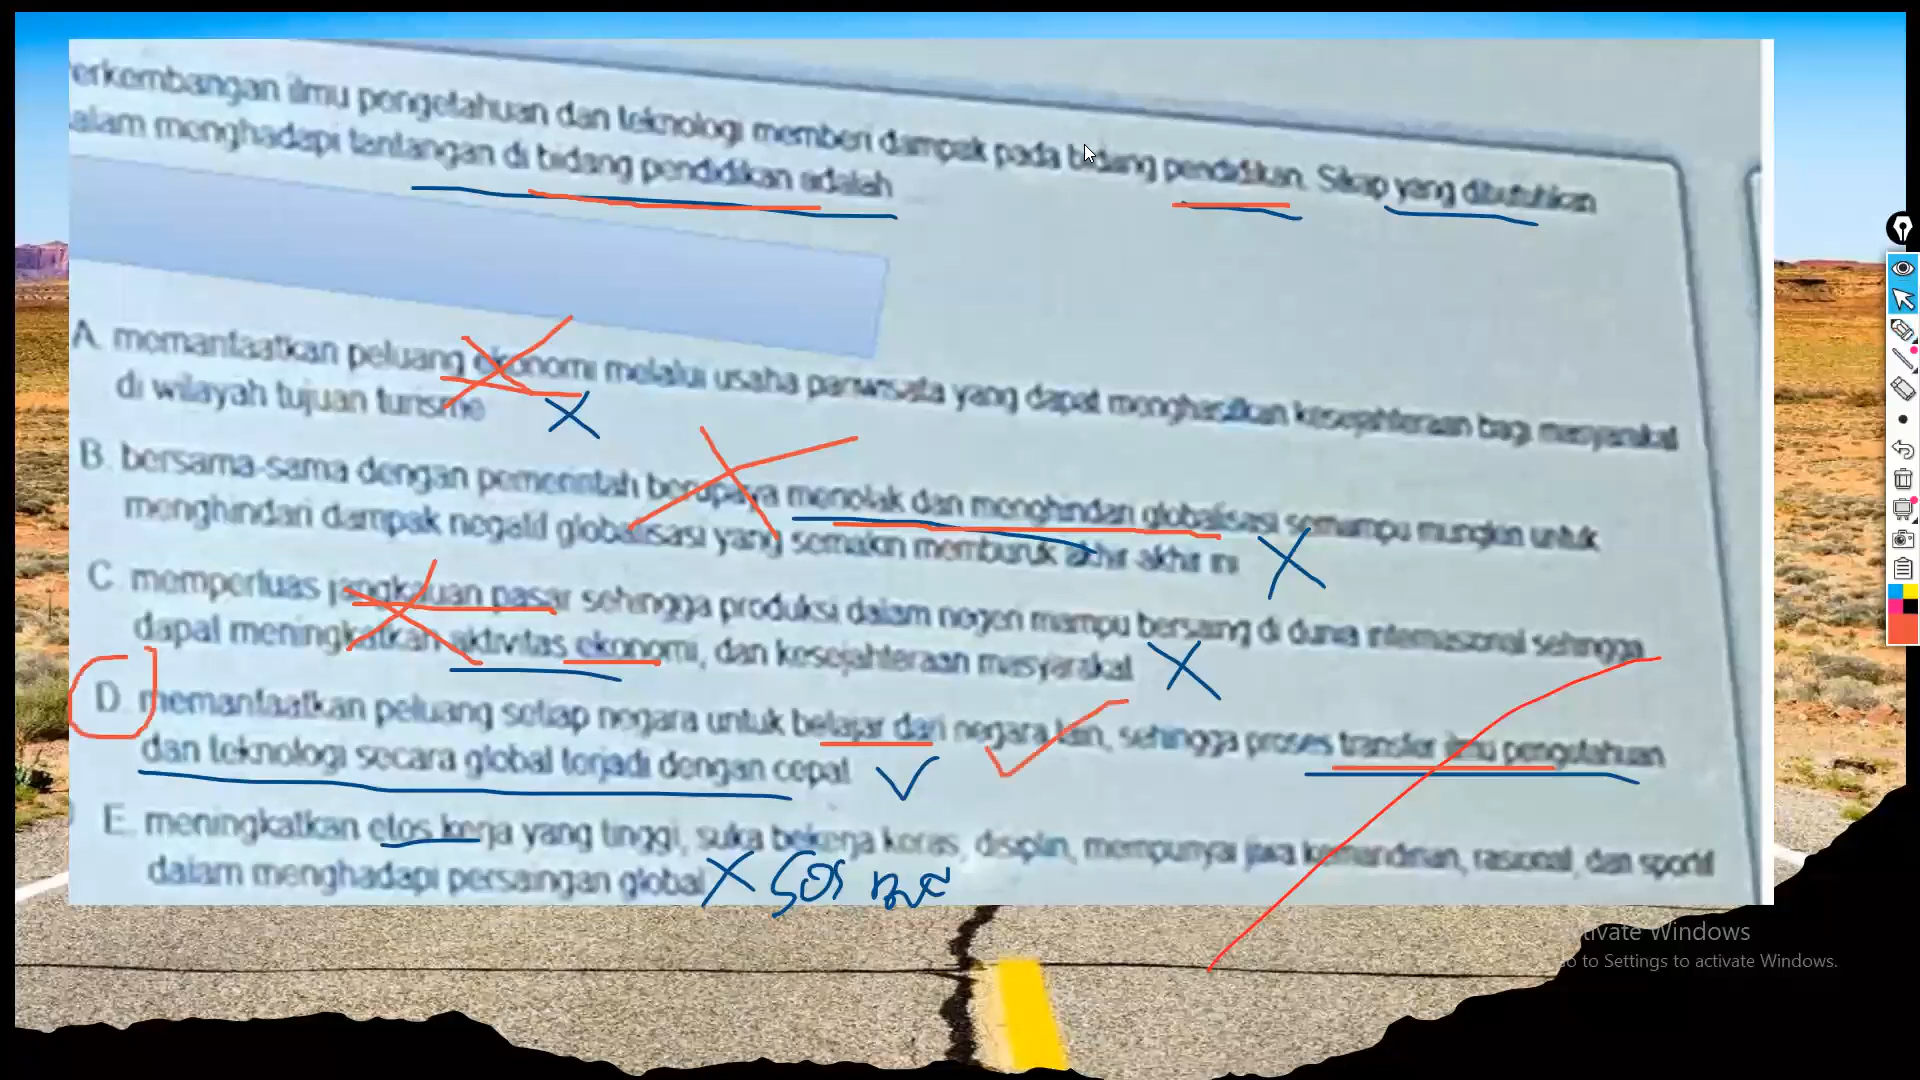 erkembangan ilmu pengetahuan dan teknologi memberi dampak pada bidang pendidikan. Sikap yang dibutuhkan
alam menghadapi tantangan di bidang pendidikan adalah
A. memanfaatkan peluang ekonomi melalui usaha pariwisata yang dapat menghasilkan kesejahteraan bagi masyarakat
di wilayah tujuan turisme
B. bersama-sama dengan pemerintah berupaya menolak dan menghindari globalisasi semampu mungkin untuk
menghindari dampak negatif globalisasi yang semakin memburuk akhir-akhir ini
C. memperluas jangkauan pasar sehingga produksi dalam negeri mampu bersaing di dunia internasional sehingga
dapat meningkatkan aktivitas ekonomi, dan kesejahteraan masyarakat
D. memanfaatkan peluang setiap negara untuk belajar dari negara lain, sehingga proses transfer ilmu pengetahuan
dan teknologi secara global terjadi dengan cepat
E. meningkatkan etos kerja yang tinggi, suka bekerja keras, disiplin, mempunyai jiwa kemandirian, rasional, dan sportif
dalam menghadapi persaingan global
tivate Windows
o to Settings to activate Windows.